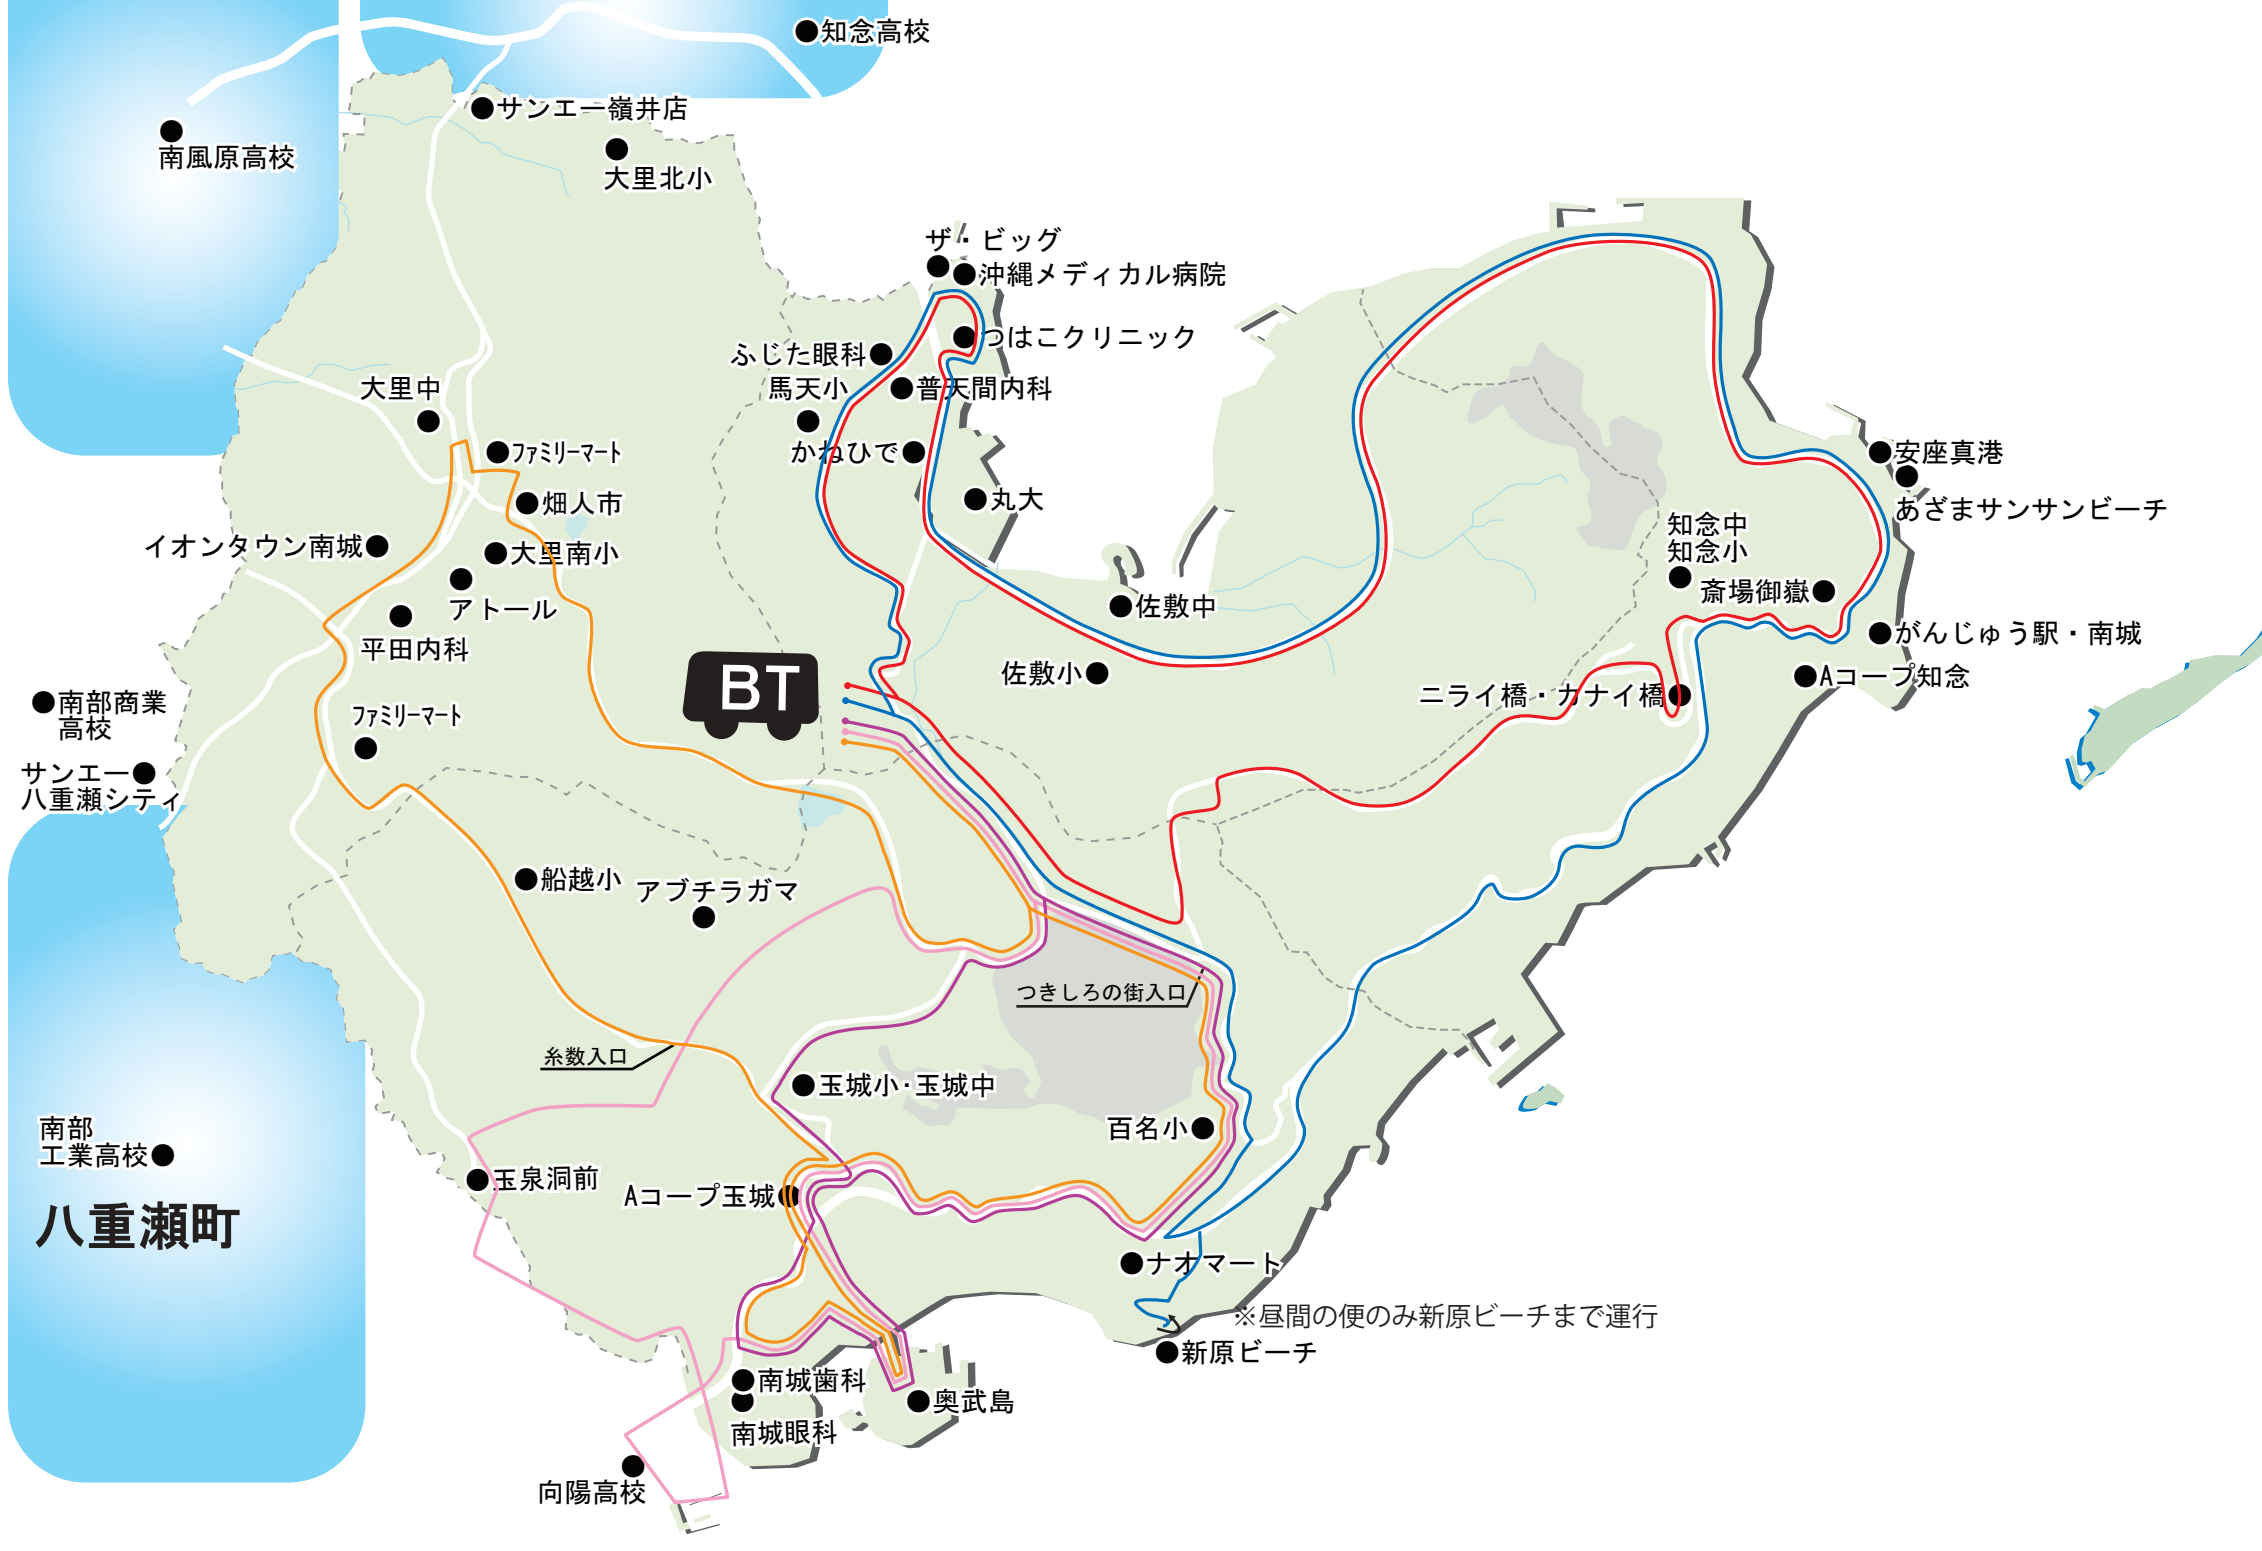 知念高校
サンエー嶺井店
南風原高校
大里北小
ザ・ビッグ
沖縄メディカル病院
つはこクリニック
ふじた眼科
馬天小
普天間内科
大里中
かねひで
ファミリーマート
安座真港
丸大
畑人市
あざまサンサンビーチ
知念中
知念小
イオンタウン南城
大里南小
斎場御嶽
アトール
佐敷中
平田内科
がんじゅう駅・南城
佐敷小
Aコープ知念
BT
ニライ橋・カナイ橋
南部商業
高校
ファミリーマート
サンエー
八重瀬シティ
船越小
アブチラガマ
つきしろの街入口
糸数入口
玉城小・玉城中
南部
工業高校
百名小
玉泉洞前
Aコープ玉城
八重瀬町
ナオマート
※昼間の便のみ新原ビーチまで運行
新原ビーチ
南城歯科
奥武島
南城眼科
向陽高校